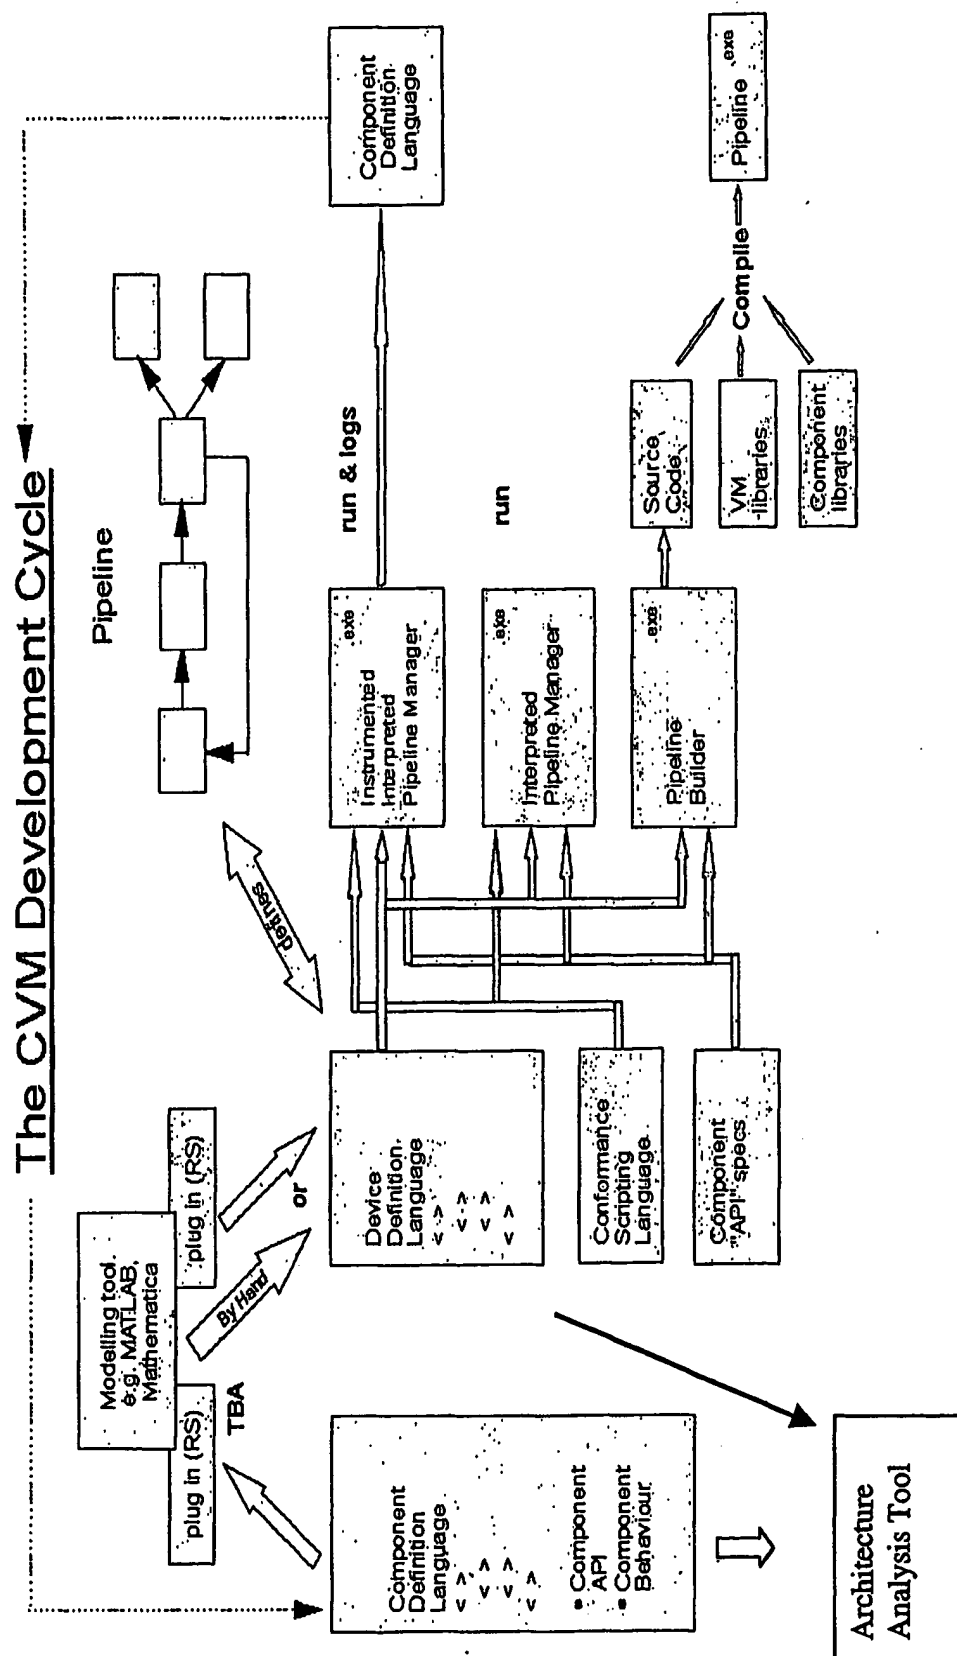 The CVM Development Cycle
Modelling tool
e.g. MATLAB,
Mathematica
plug in (RS)
plug in (RS)
TBA
By Hand
or
defines
Pipeline
Component
Definition
Language
< >
< >
< >
< >
• Component
API
• Component
Behaviour
Device
Definition
Language
< >
< >
< >
< >
Conformance
Scripting
Language
Component
"API" specs
Instrumented
Interpreted
Pipeline Manager
.exe
Interpreted
Pipeline Manager
.exe
Pipeline
Builder
.exe
run & logs
run
Component
Definition
Language
Source
Code
VM
libraries
Component
libraries
Compile
Pipeline
.exe
Architecture
Analysis Tool